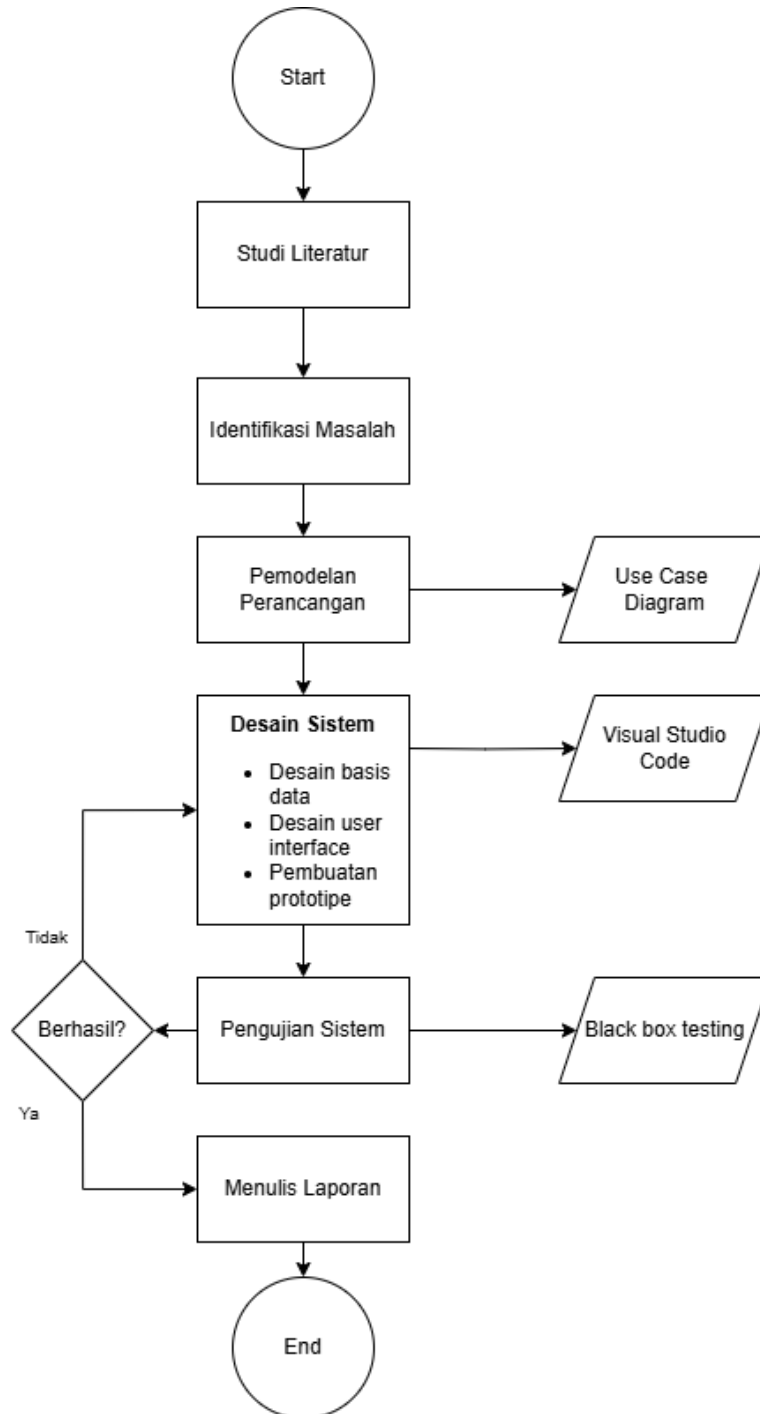 Start
Studi Literatur
Identifikasi Masalah
Pemodelan
Perancangan
Use Case
Diagram
Desain Sistem
• Desain basis
data
• Desain user
interface
• Pembuatan
prototipe
Visual Studio
Code
Tidak
Berhasil?
Pengujian Sistem
Black box testing
Ya
Menulis Laporan
End